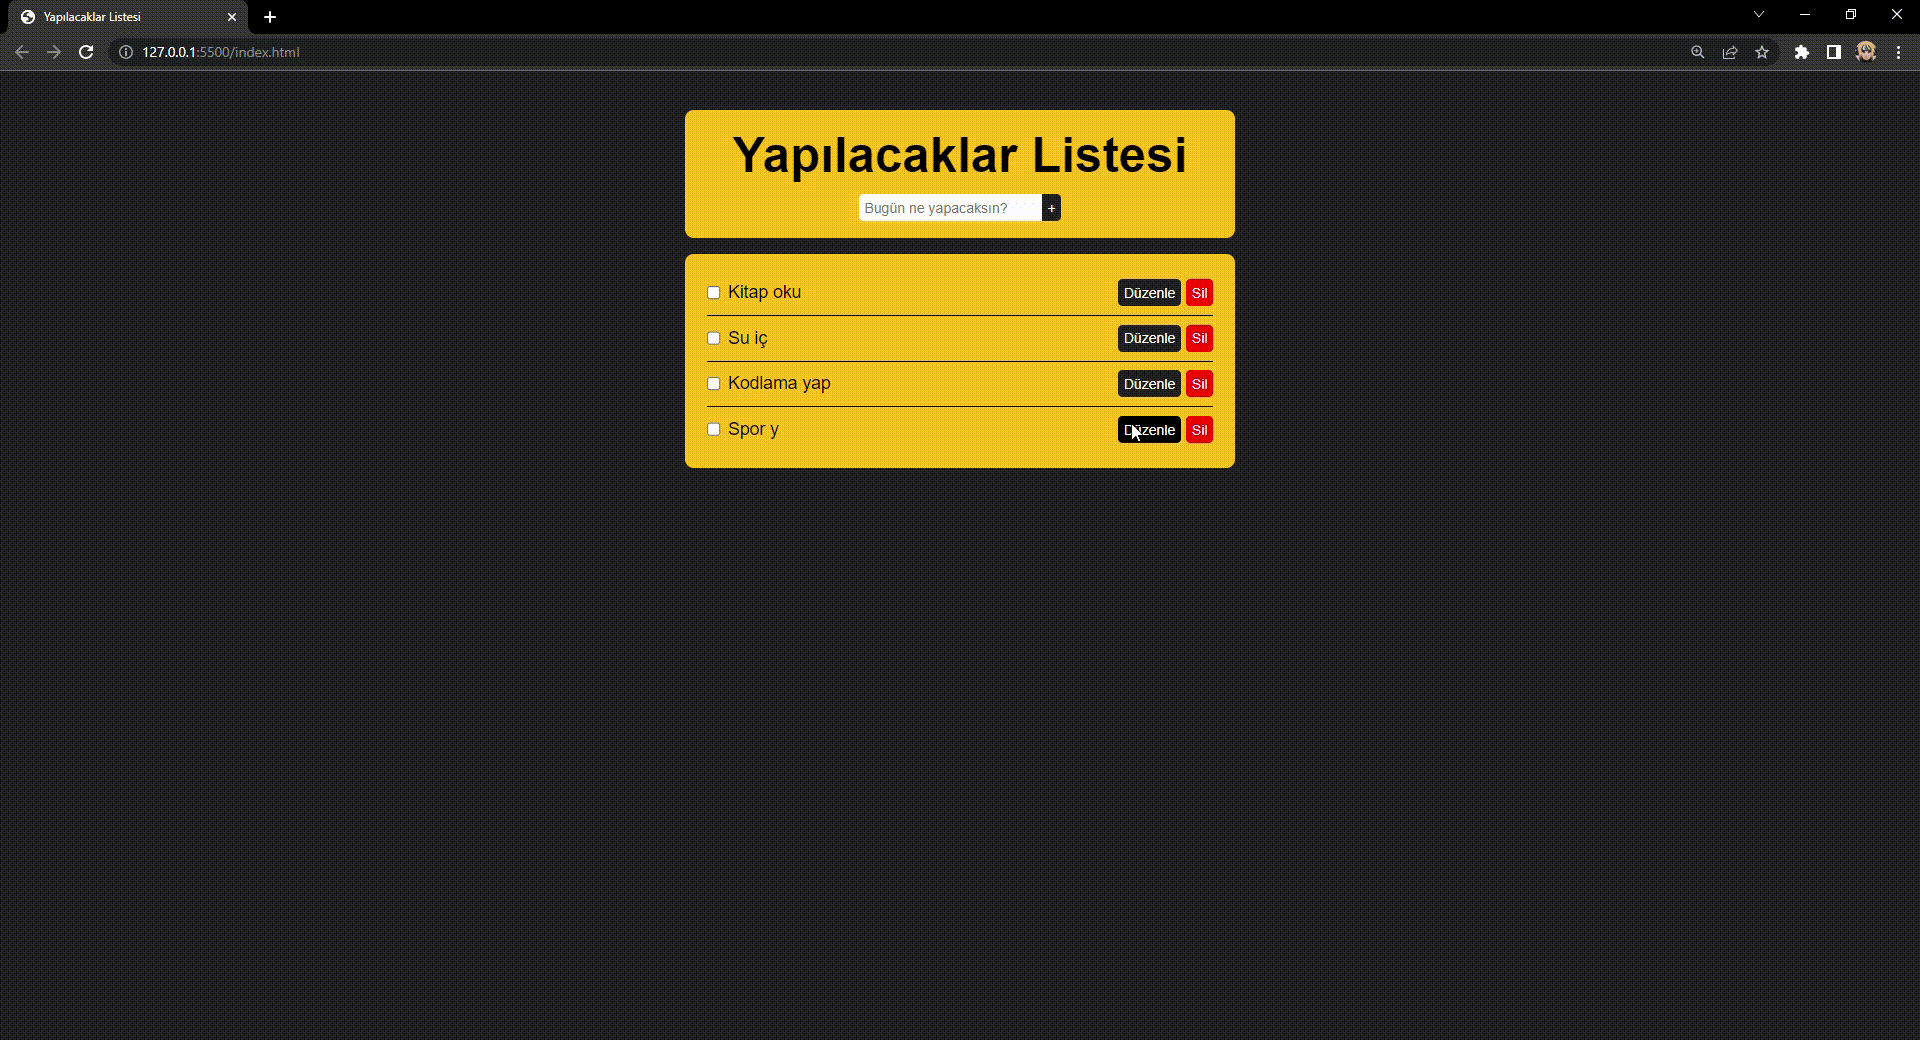 Yapılacaklar Listesi
127.0.0.1:5500/index.html
Yapılacaklar Listesi
Bugün ne yapacaksın? +
Kitap oku Düzenle Sil
Su iç Düzenle Sil
Kodlama yap Düzenle Sil
Spor y Düzenle Sil